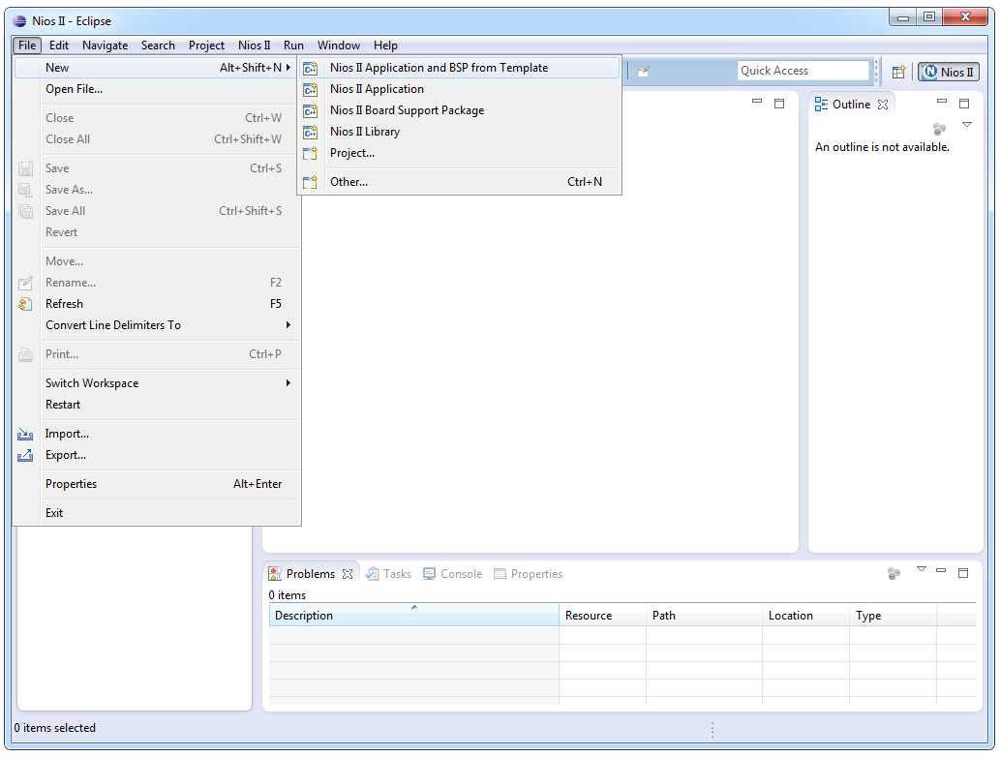 Nios II - Eclipse
File Edit Navigate Search Project Nios II Run Window Help
New Alt+Shift+N
Open File...
Close Ctrl+W
Close All Ctrl+Shift+W
Save Ctrl+S
Save As...
Save All Ctrl+Shift+S
Revert
Move...
Rename... F2
Refresh F5
Convert Line Delimiters To
Print... Ctrl+P
Switch Workspace
Restart
Import...
Export...
Properties Alt+Enter
Exit
Nios II Application and BSP from Template
Nios II Application
Nios II Board Support Package
Nios II Library
Project...
Other... Ctrl+N
Quick Access
Nios II
Outline
An outline is not available.
Problems Tasks Console Properties
0 items
Description Resource Path Location Type
0 items selected